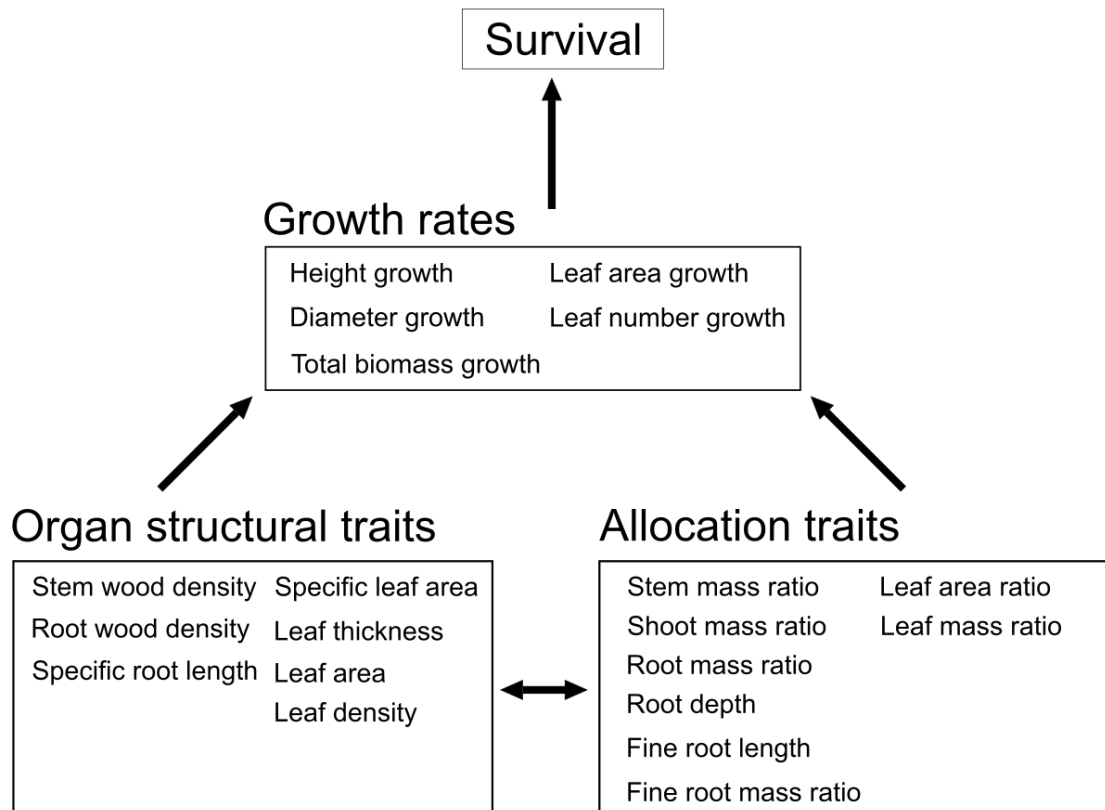 Survival
Growth rates
Height growth
Leaf area growth
Diameter growth
Leaf number growth
Total biomass growth
Organ structural traits
Stem wood density
Specific leaf area
Root wood density
Leaf thickness
Specific root length
Leaf area
Leaf density
Allocation traits
Stem mass ratio
Leaf area ratio
Shoot mass ratio
Leaf mass ratio
Root mass ratio
Root depth
Fine root length
Fine root mass ratio